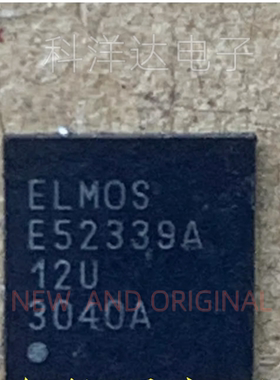 科洋达电子
ELMOS
E52339A
12U
NEW AND ORIGINAL
3040A